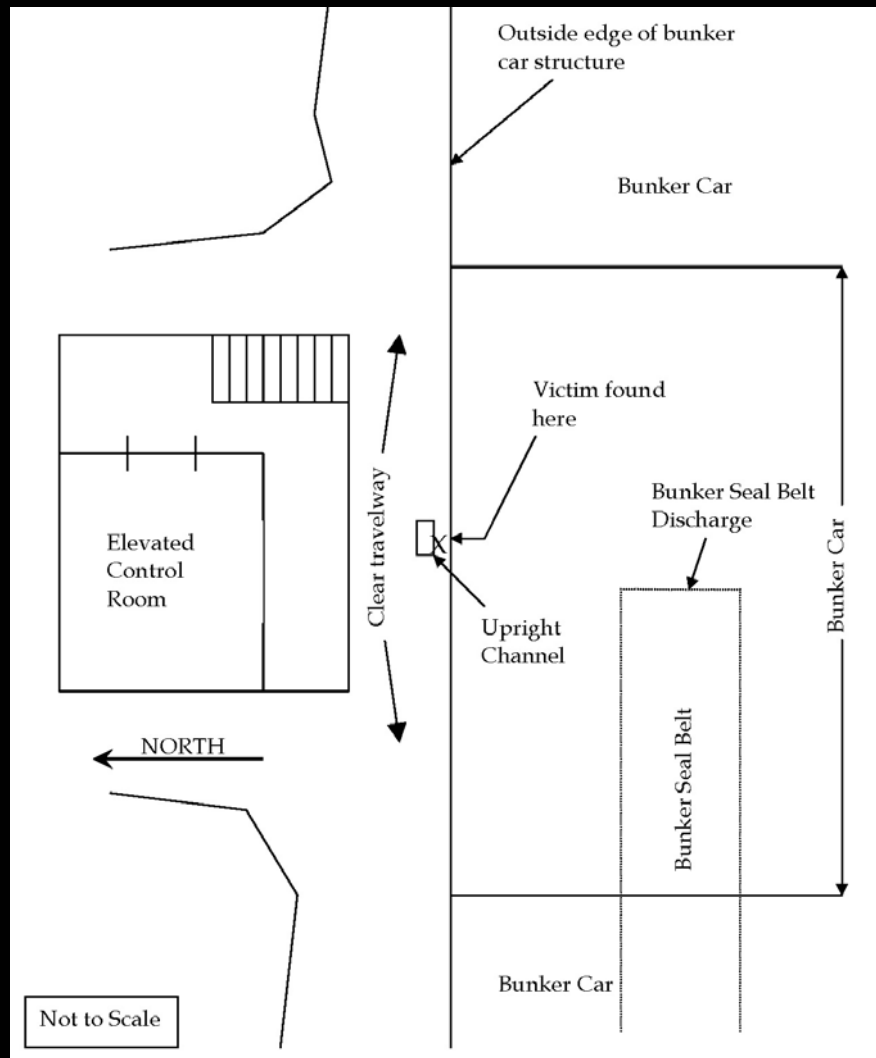 Outside edge of bunker
car structure
Bunker Car
Victim found
here
Bunker Seal Belt
Discharge
Elevated
Control
Room
Clear travelway
X
Bunker Car
Upright
Channel
Bunker Seal Belt
NORTH
Bunker Car
Not to Scale